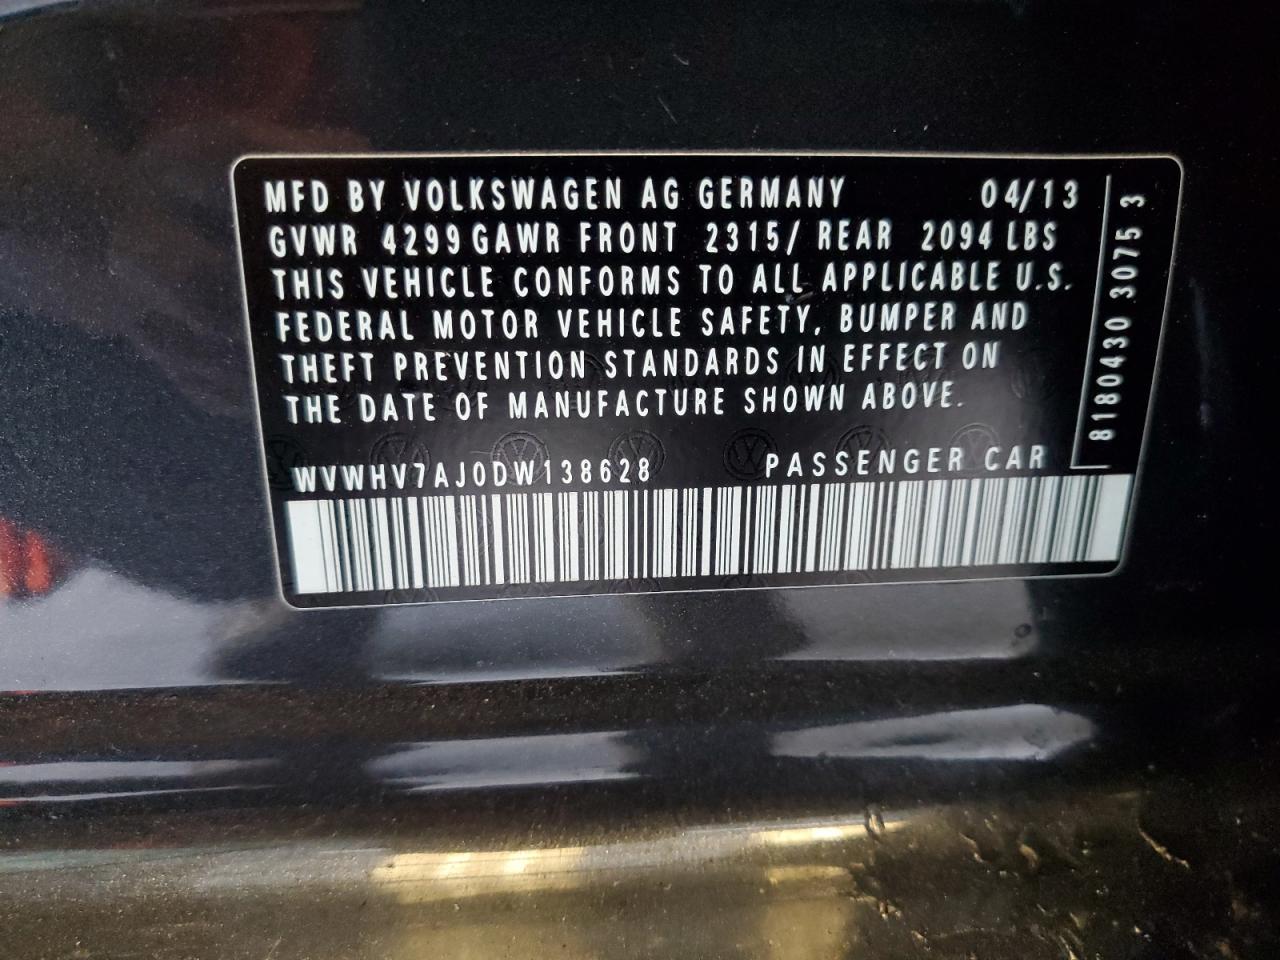 MFD BY VOLKSWAGEN AG GERMANY 04/13
GVWR 4299 GAWR FRONT 2315/ REAR 2094 LBS
THIS VEHICLE CONFORMS TO ALL APPLICABLE U.S.
FEDERAL MOTOR VEHICLE SAFETY, BUMPER AND
THEFT PREVENTION STANDARDS IN EFFECT ON
THE DATE OF MANUFACTURE SHOWN ABOVE.
WVWHV7AJ0DW138628 PASSENGER CAR
8180430 3075 3